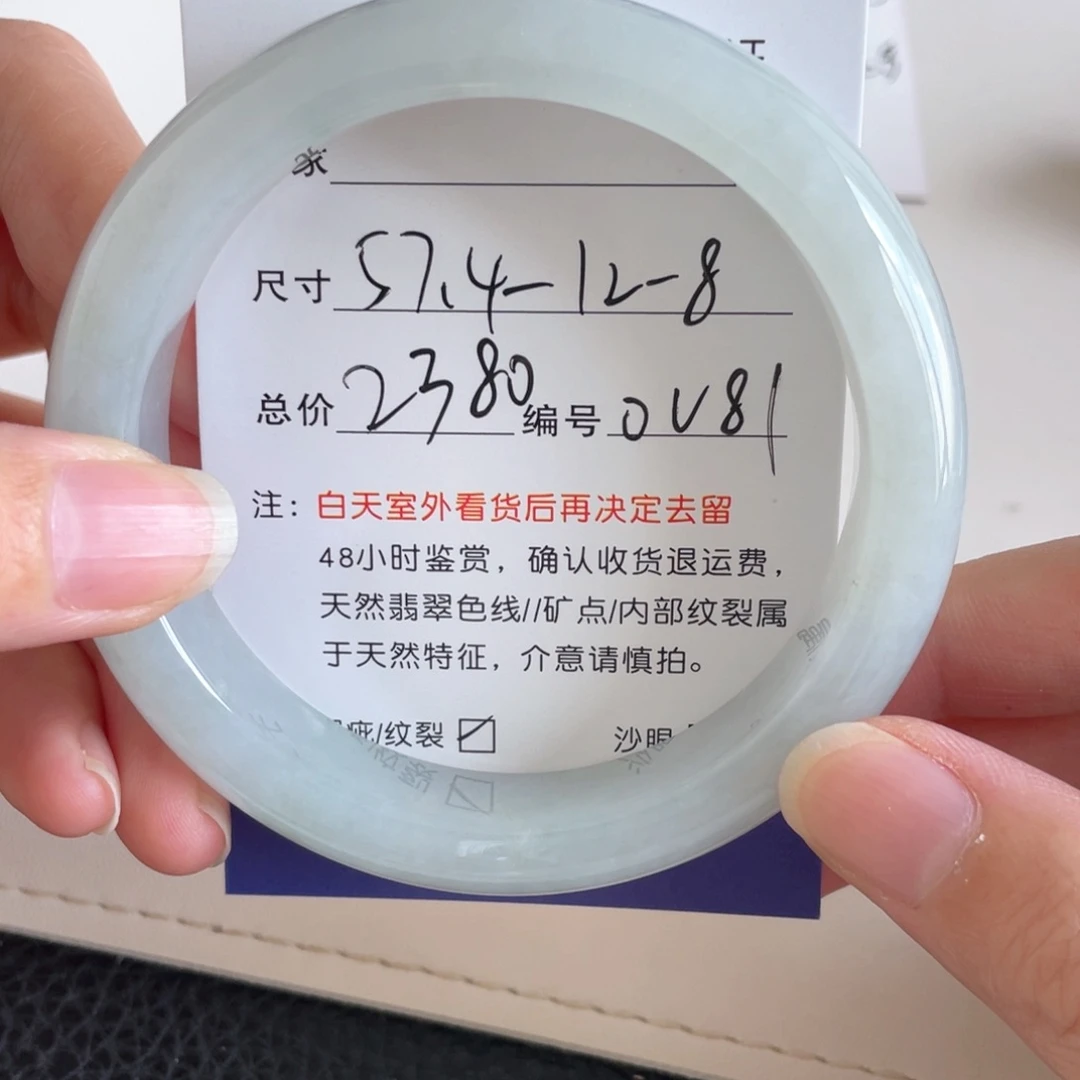 家
尺寸 57.4-12-8
总价 2380 编号 0V81
注：白天室外看货后再决定去留
48小时鉴赏，确认收货退运费，
天然翡翠色线//矿点/内部纹裂属
于天然特征，介意请慎拍。
疵/纹裂 沙眼